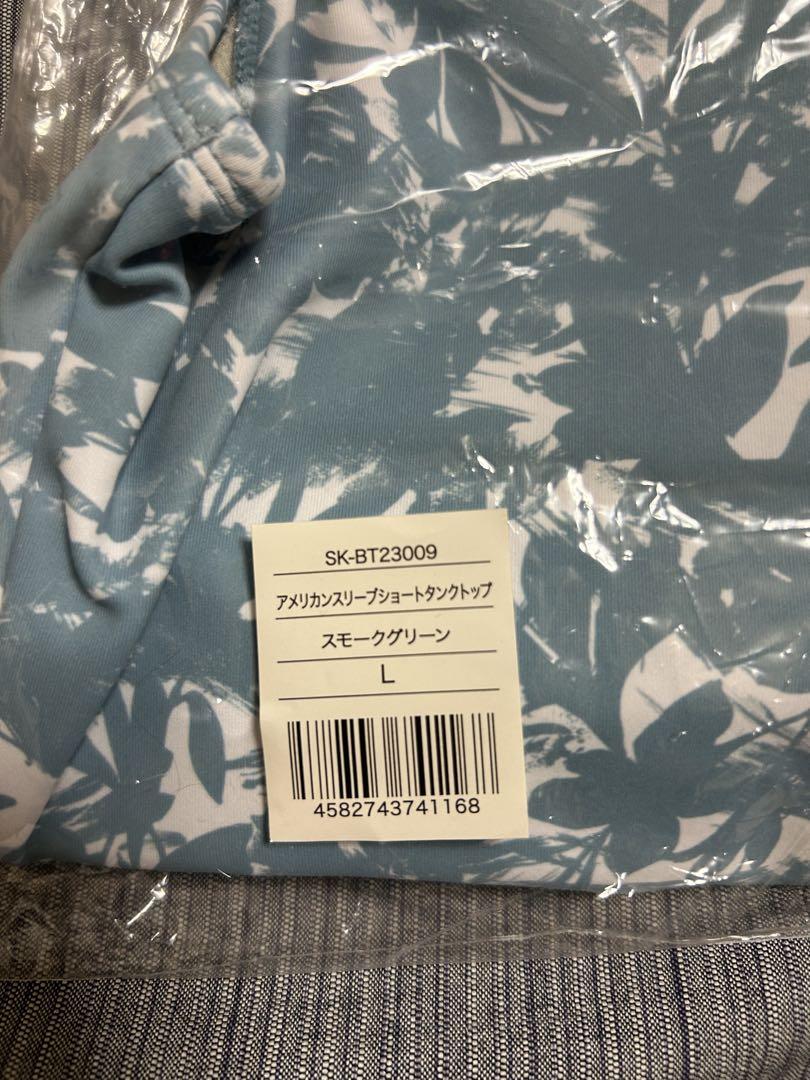 SK-BT23009
アメリカンスリーブショートタンクトップ
スモークグリーン
L
4582743741168